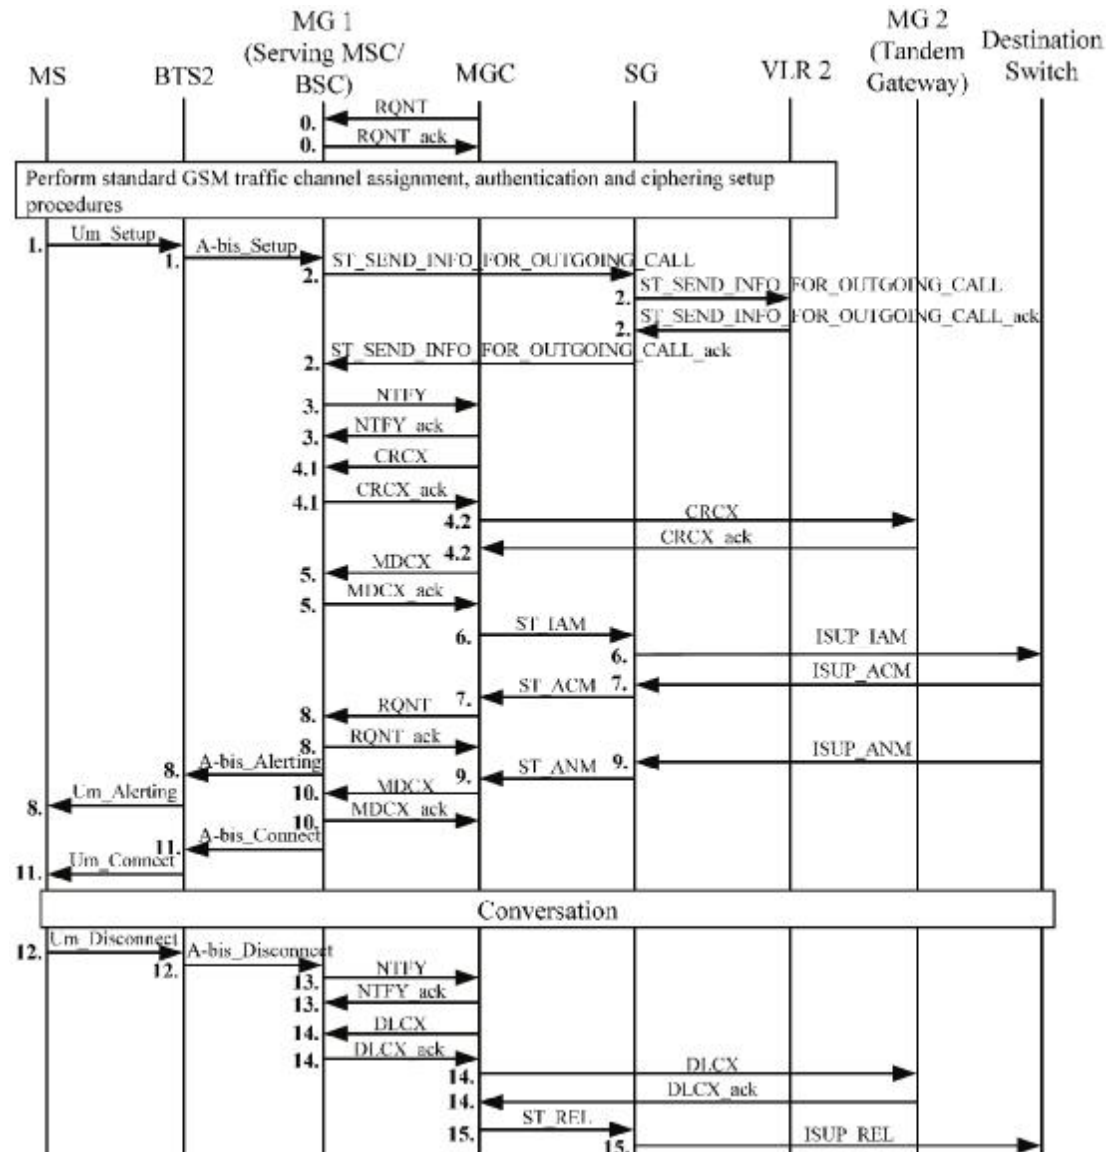 MG 1
(Serving MSC/
BSC)
MG 2
(Tandem
Gateway)
Destination
Switch
MS
BTS2
MGC
SG
VLR 2
RQNT
0.
RQNT_ack
0.
Perform standard GSM traffic channel assignment, authentication and ciphering setup
procedures
1. Um_Setup
1. A-bis_Setup
2. ST_SEND_INFO_FOR_OUTGOING_CALL
2. ST_SEND_INFO_FOR_OUTGOING_CALL
2. ST_SEND_INFO_FOR_OUTGOING_CALL_ack
2. ST_SEND_INFO_FOR_OUTGOING_CALL_ack
3. NTFY
3. NTFY_ack
4.1 CRCX
4.1 CRCX_ack
4.2 CRCX
4.2 CRCX_ack
5. MDCX
5. MDCX_ack
6. ST_IAM
6. ISUP_IAM
7. ISUP_ACM
7. ST_ACM
8. RQNT
8. RQNT_ack
9. ISUP_ANM
8. A-bis_Alerting
9. ST_ANM
10. MDCX
8. Um_Alerting
10. MDCX_ack
11. A-bis_Connect
11. Um_Connect
Conversation
12. Um_Disconnect
12. A-bis_Disconnect
13. NTFY
13. NTFY_ack
14. DLCX
14. DLCX_ack
14. DLCX
14. DLCX_ack
15. ST_REL
15. ISUP_REL